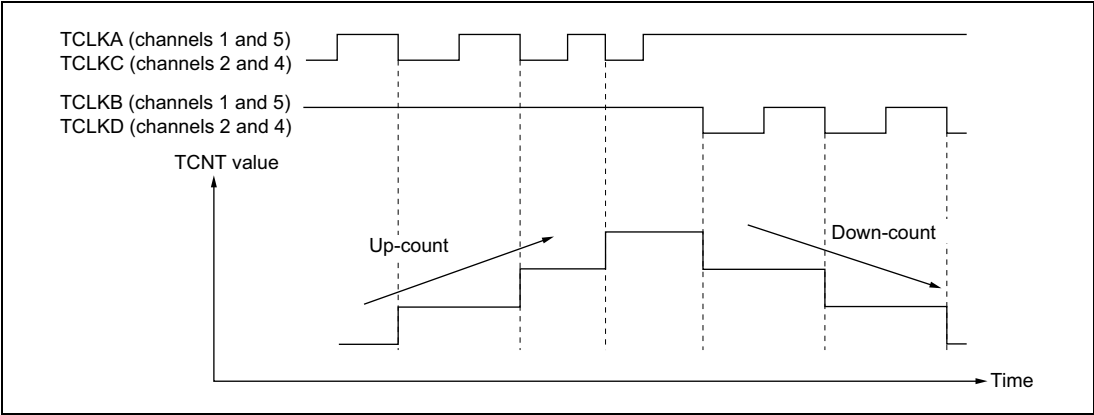 TCLKA (channels 1 and 5)
TCLKC (channels 2 and 4)
TCLKB (channels 1 and 5)
TCLKD (channels 2 and 4)
TCNT value
Up-count
Down-count
Time